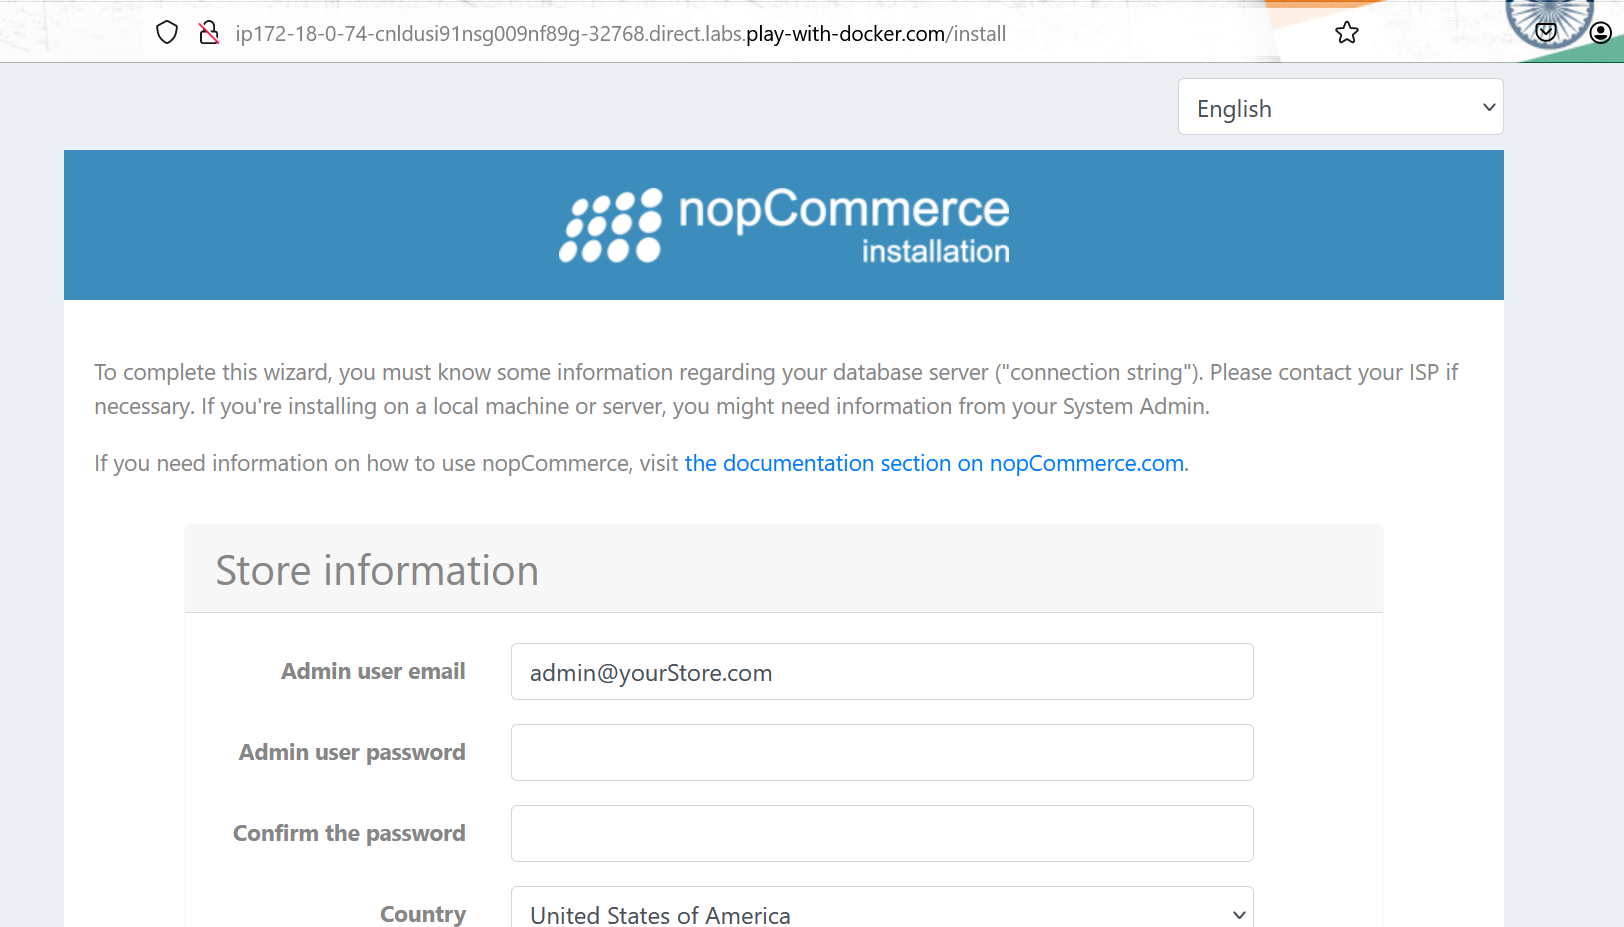 ip172-18-0-74-cnldusi91nsg009nf89g-32768.direct.labs.play-with-docker.com/install
English
nopCommerce
installation
To complete this wizard, you must know some information regarding your database server ("connection string"). Please contact your ISP if
necessary. If you're installing on a local machine or server, you might need information from your System Admin.
If you need information on how to use nopCommerce, visit the documentation section on nopCommerce.com.
Store information
Admin user email
admin@yourStore.com
Admin user password
Confirm the password
Country
United States of America